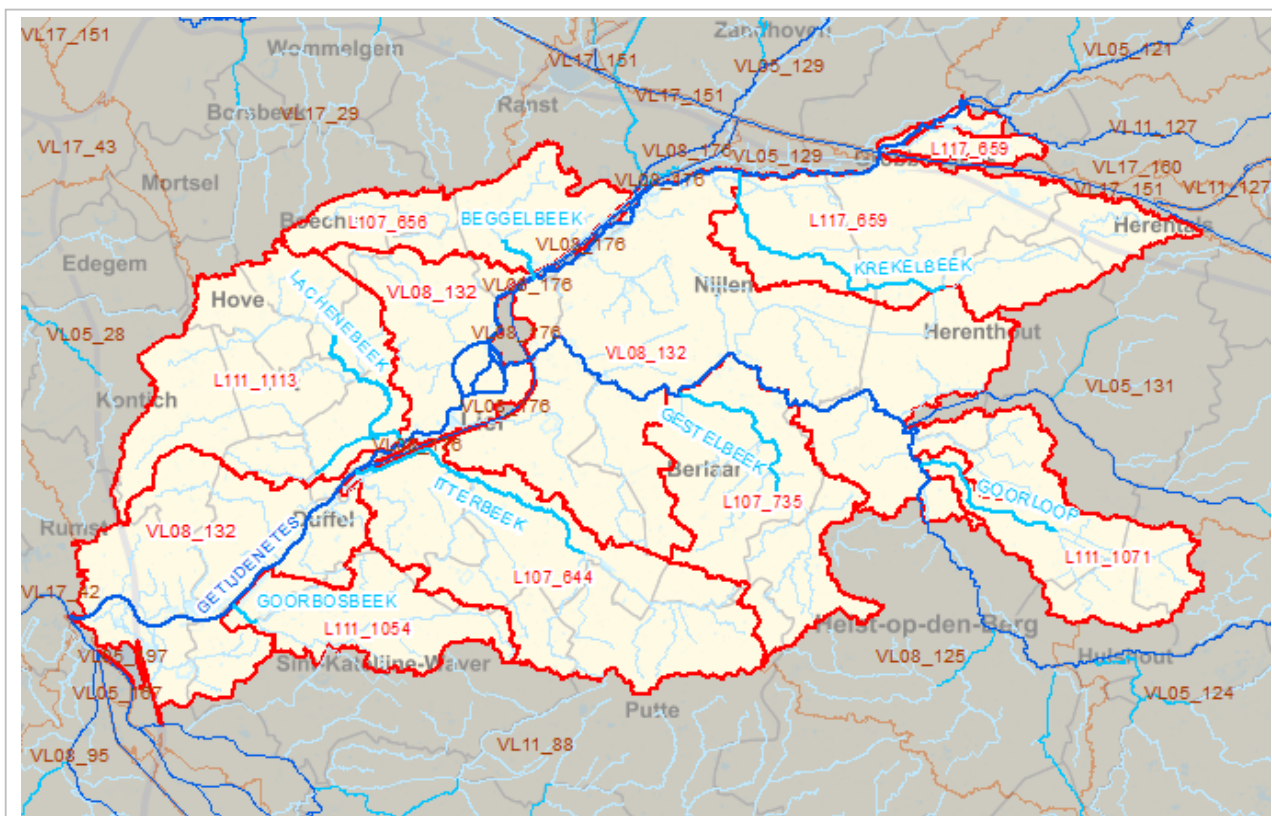 VL17_151
Wommelgem
Zandhoven
VL05_121
VL17_151
VL05_129
VL17_151
Borsbeek
VL17_29
Ranst
VL11_127
VL17_43
VL08_176
VL05_129
L117_659
VL17_160
VL17_151
VL11_127
Mortsel
VL08_176
L107_656
BEGGELBEEK
L117_659
Herentals
Edegem
VL08_176
KREKELBEEK
LACHENEBEEK
VL08_132
VL08_176
Nijlen
Hove
VL05_28
VL08_176
VL08_132
Herenthout
L111_1113
Kontich
VL08_176
VL05_131
Lier
VL08_176
GESTELBEEK
Berlaar
ITTERBEEK
L107_735
GOORLOOP
Rumst
VL08_132
Duffel
GETIJDENETES
L111_1071
L107_644
VL17_42
GOORBOSBEEK
L111_1054
Heist-op-den-Berg
VL05_197
Sint-Katelijne-Waver
VL08_125
Hulshout
VL05_167
VL05_124
Putte
VL11_88
VL08_95